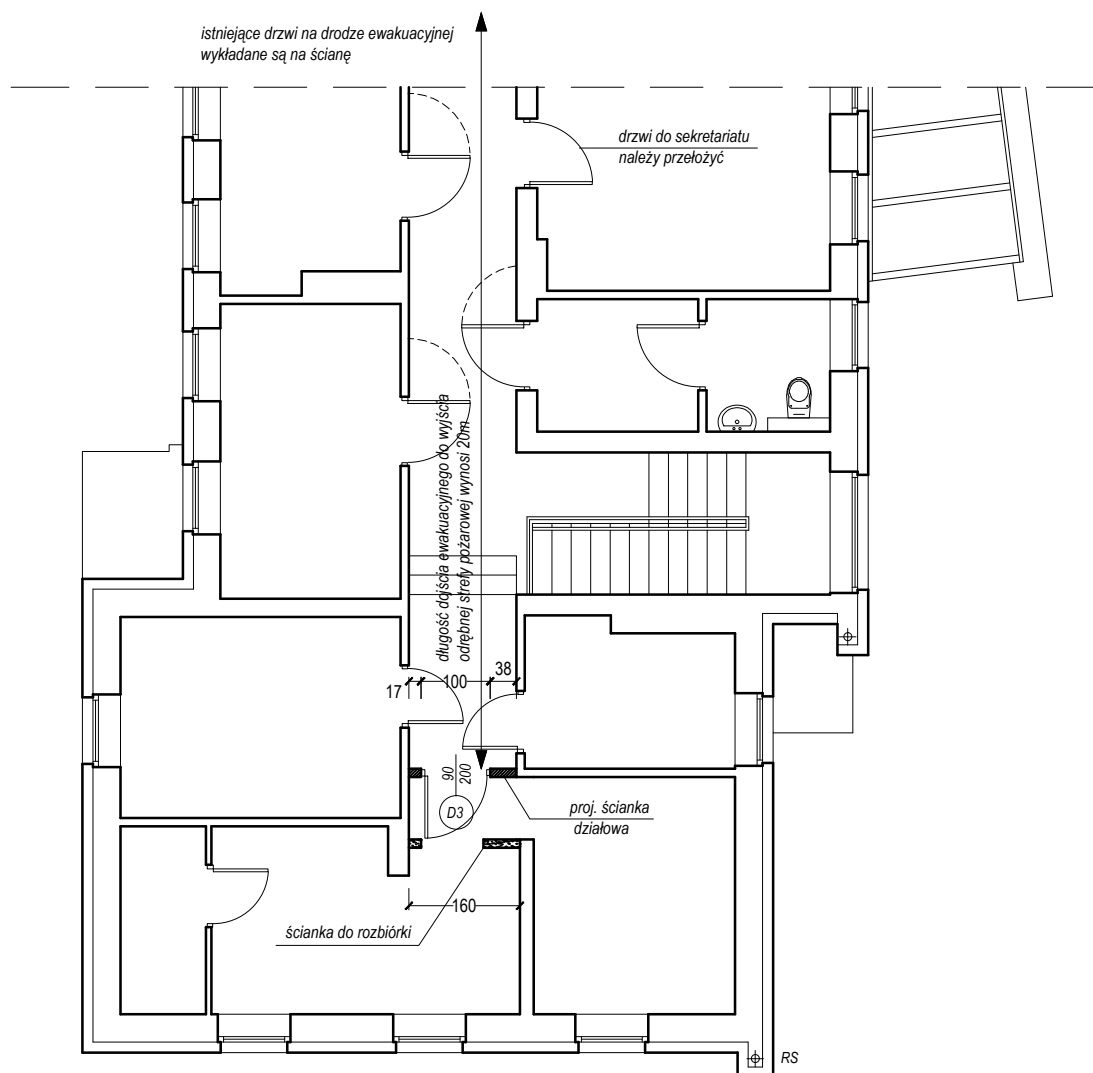 istniejące drzwi na drodze ewakuacyjnej
wykładane są na ścianę
drzwi do sekretariatu
należy przełożyć
długość dojścia ewakuacyjnego do wyjścia
odrębnej strefy pożarowej wynosi 20m
17
100
38
90
200
D3
proj. ścianka
działowa
160
ścianka do rozbiórki
RS